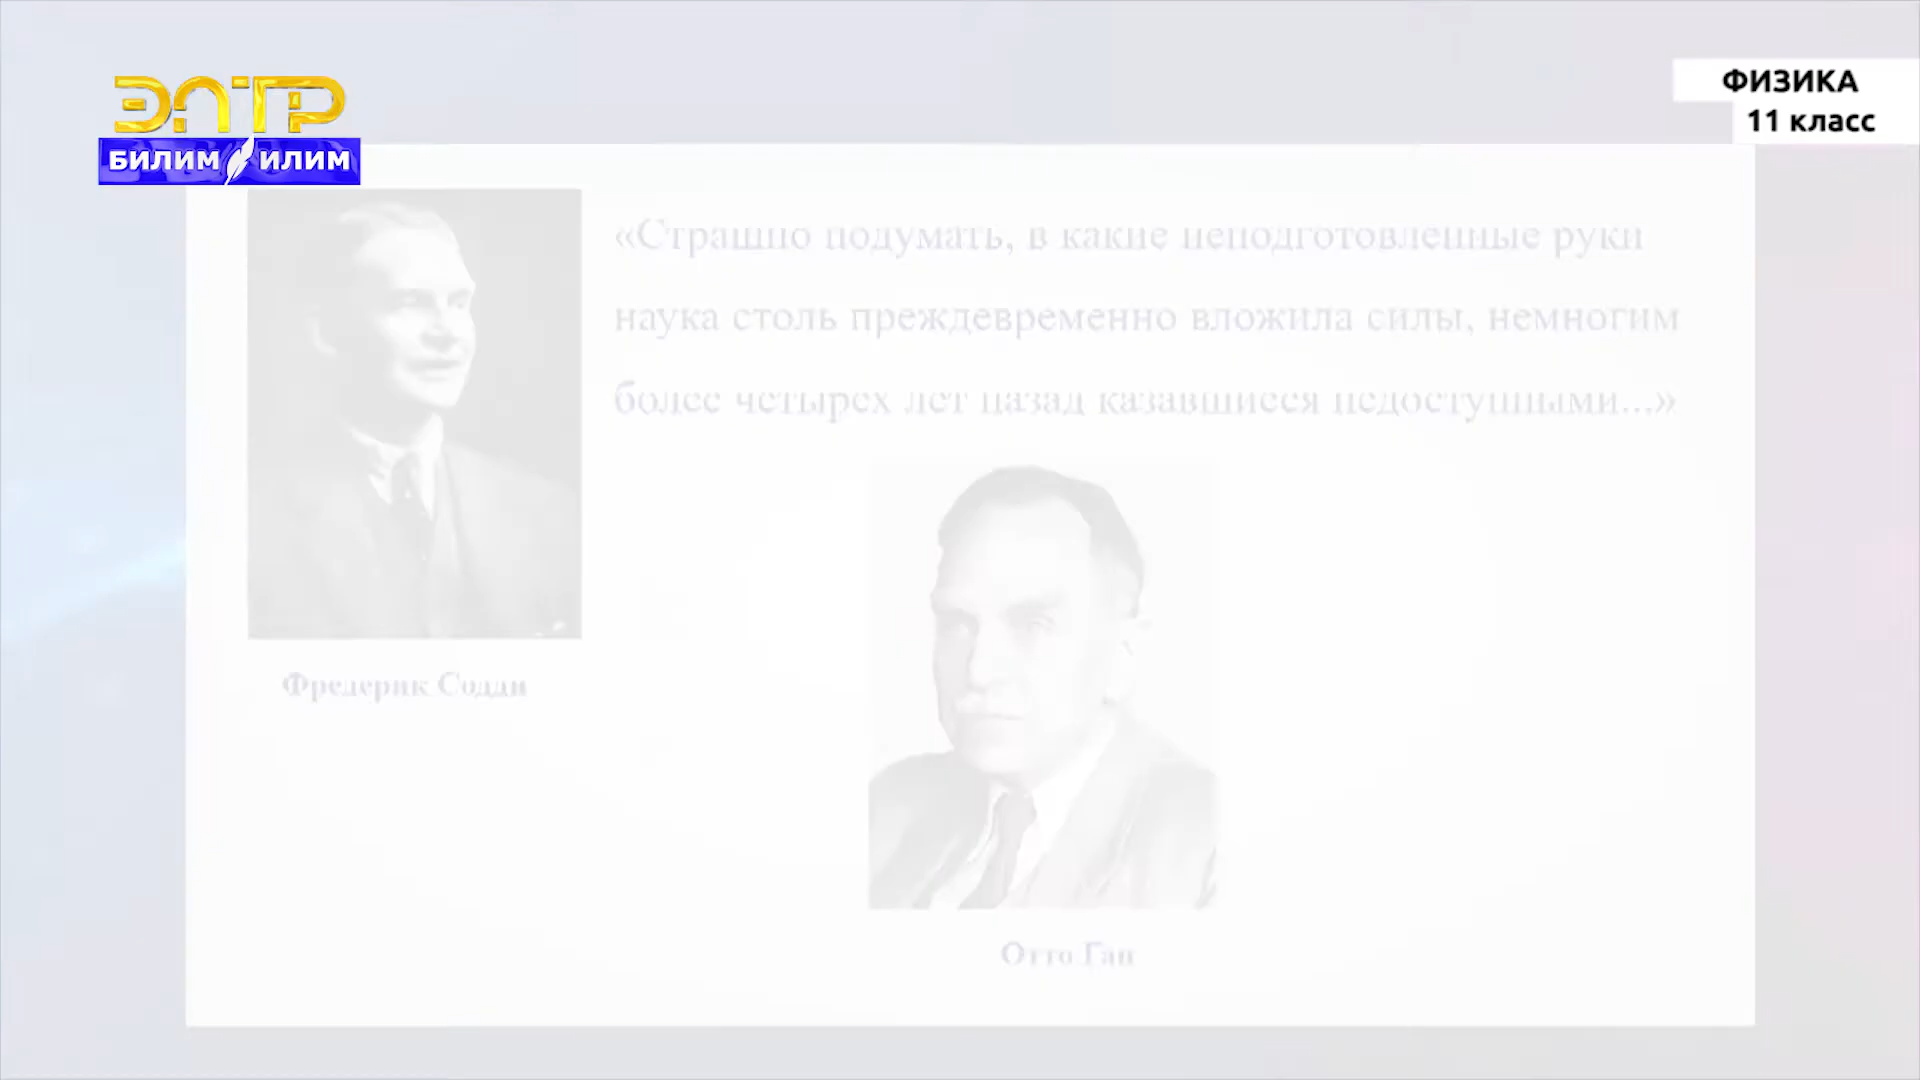 ЭЛТР
БИЛИМ ИЛИМ
ФИЗИКА
11 класс
«Страшно подумать, в какие неподготовленные руки
наука столь преждевременно вложила силы, немногим
более четырех лет назад казавшиеся недоступными...»
Фредерик Содди
Отто Ган